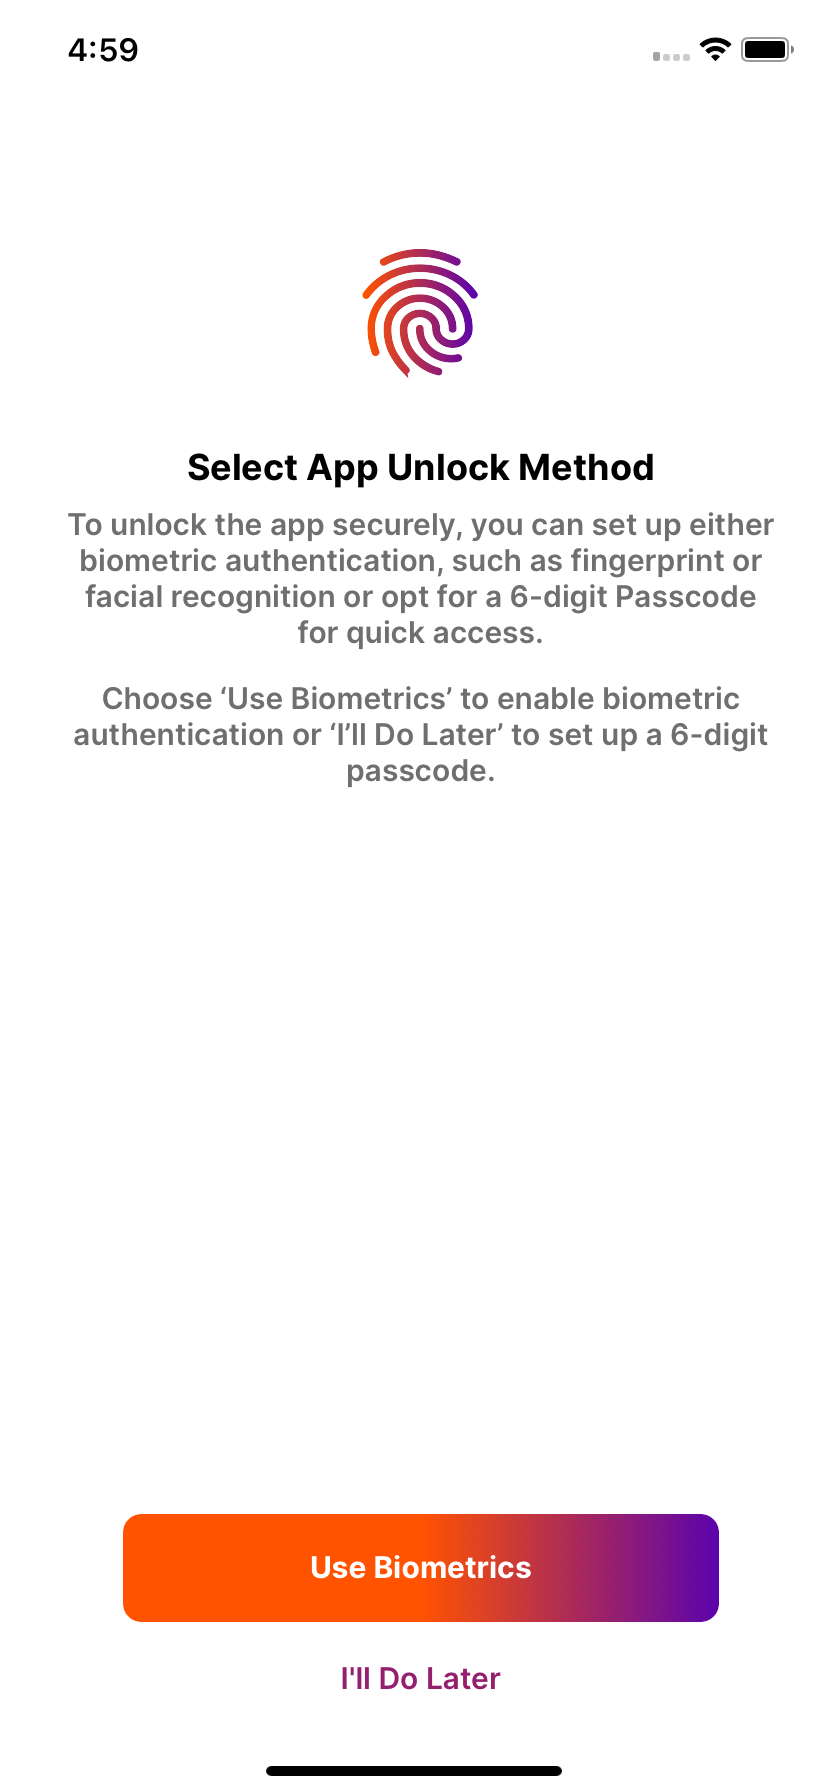 4:59
Select App Unlock Method
To unlock the app securely, you can set up either
biometric authentication, such as fingerprint or
facial recognition or opt for a 6-digit Passcode
for quick access.
Choose ‘Use Biometrics’ to enable biometric
authentication or ‘I’ll Do Later’ to set up a 6-digit
passcode.
Use Biometrics
I'll Do Later